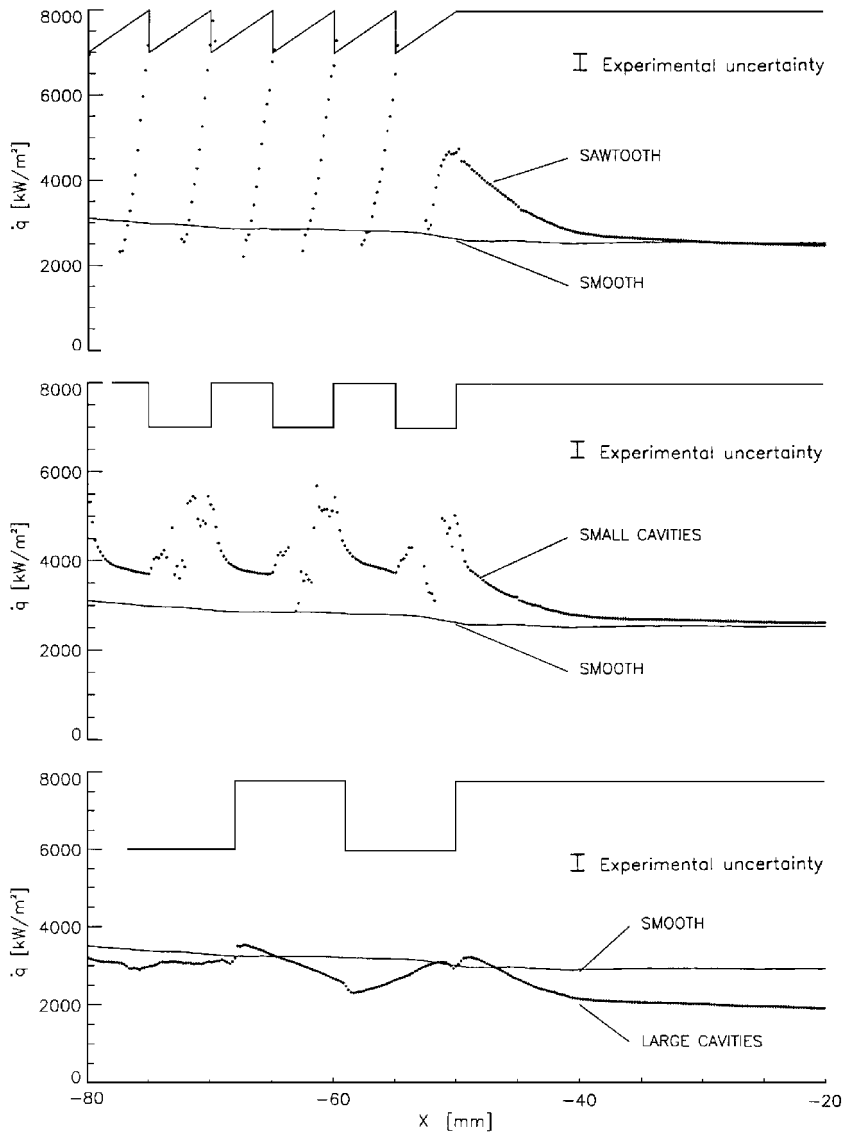 8000
6000
4000
2000
0
q̇ [kW/m²]
Experimental uncertainty
SAWTOOTH
SMOOTH
8000
6000
4000
2000
0
q̇ [kW/m²]
Experimental uncertainty
SMALL CAVITIES
SMOOTH
8000
6000
4000
2000
0
q̇ [kW/m²]
Experimental uncertainty
SMOOTH
LARGE CAVITIES
-80
-60
-40
-20
X [mm]